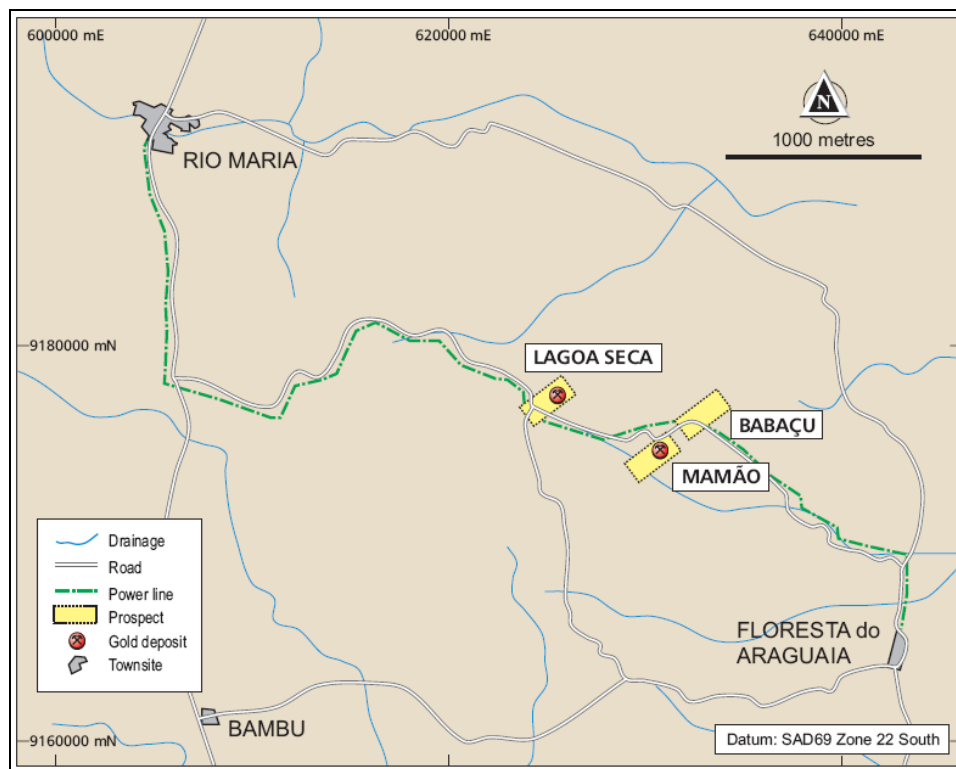 600000 mE
620000 mE
640000 mE
N
1000 metres
RIO MARIA
9180000 mN
LAGOA SECA
BABAÇU
MAMÃO
Drainage
Road
Power line
Prospect
Gold deposit
Townsite
FLORESTA do
ARAGUAIA
BAMBU
9160000 mN
Datum: SAD69 Zone 22 South